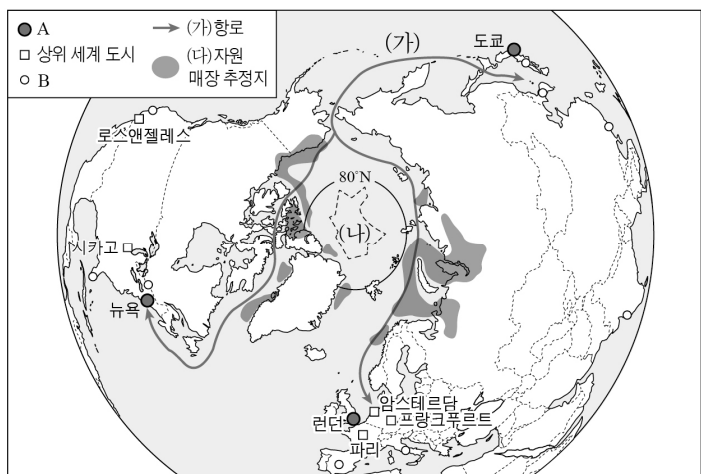 A
상위 세계 도시
B
(가)항로
(다)자원
매장 추정지
(가)
도쿄
로스앤젤레스
80°N
(나)
시카고
뉴욕
런던
암스테르담
프랑크푸르트
파리